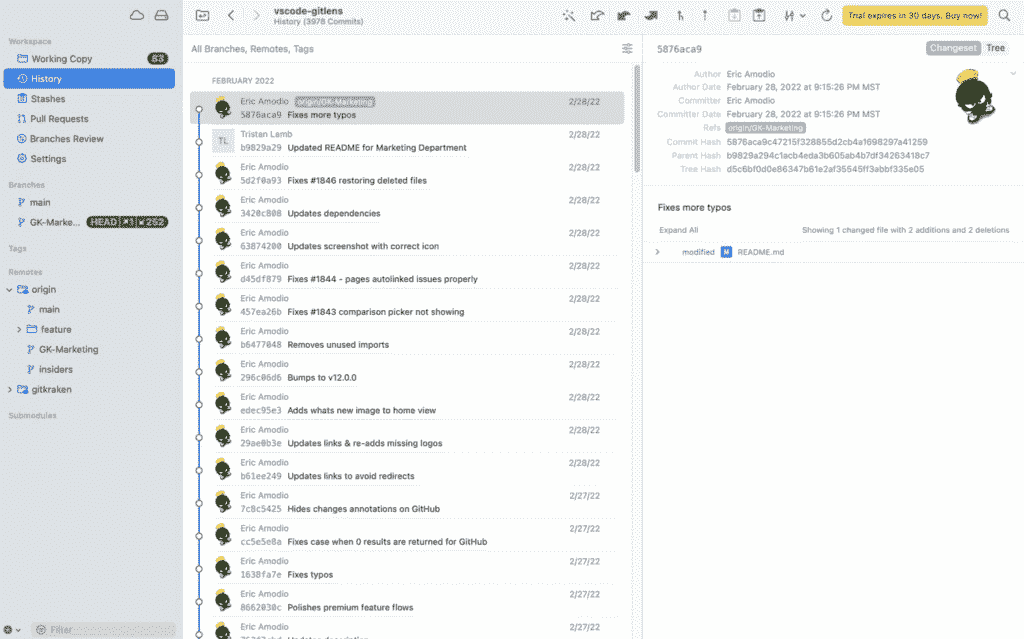 vscode-gitlens
History (3978 Commits)
Trial expires in 30 days. Buy now!
Workspace
Working Copy 83
History
Stashes
Pull Requests
Branches Review
Settings
Branches
main
GK-Marke... HEAD
Tags
Remotes
origin
main
feature
GK-Marketing
insiders
gitkraken
Submodules
Filter
All Branches, Remotes, Tags
FEBRUARY 2022
Eric Amodio origin/GK-Marketing 2/28/22
5876aca9 Fixes more typos
TL Tristan Lamb 2/28/22
b9829a29 Updated README for Marketing Department
Eric Amodio 2/28/22
5d2f0a93 Fixes #1846 restoring deleted files
Eric Amodio 2/28/22
3420c808 Updates dependencies
Eric Amodio 2/28/22
63874200 Updates screenshot with correct icon
Eric Amodio 2/28/22
d45df879 Fixes #1844 - pages autolinked issues properly
Eric Amodio 2/28/22
457ea26b Fixes #1843 comparison picker not showing
Eric Amodio 2/28/22
b6477048 Removes unused imports
Eric Amodio 2/28/22
296c06d6 Bumps to v12.0.0
Eric Amodio 2/28/22
edec95e3 Adds whats new image to home view
Eric Amodio 2/28/22
29ae0b3e Updates links & re-adds missing logos
Eric Amodio 2/28/22
b61ee249 Updates links to avoid redirects
Eric Amodio 2/27/22
7c8c5425 Hides changes annotations on GitHub
Eric Amodio 2/27/22
cc5e5e8a Fixes case when 0 results are returned for GitHub
Eric Amodio 2/27/22
1638fa7e Fixes typos
Eric Amodio 2/27/22
8662030c Polishes premium feature flows
Eric Amodio 2/27/22
5876aca9
Changeset Tree
Author Eric Amodio
Author Date February 28, 2022 at 9:15:26 PM MST
Committer Eric Amodio
Committer Date February 28, 2022 at 9:15:26 PM MST
Refs origin/GK-Marketing
Commit Hash 5876aca9c47215f328855d2cb4a1698297a41259
Parent Hash b9829a294c1acb4eda3b605ab4b7df34263418c7
Tree Hash d5c6bf0d0e86347b61e2af35545ff3abbf335e05
Fixes more typos
Expand All Showing 1 changed file with 2 additions and 2 deletions
modified M README.md